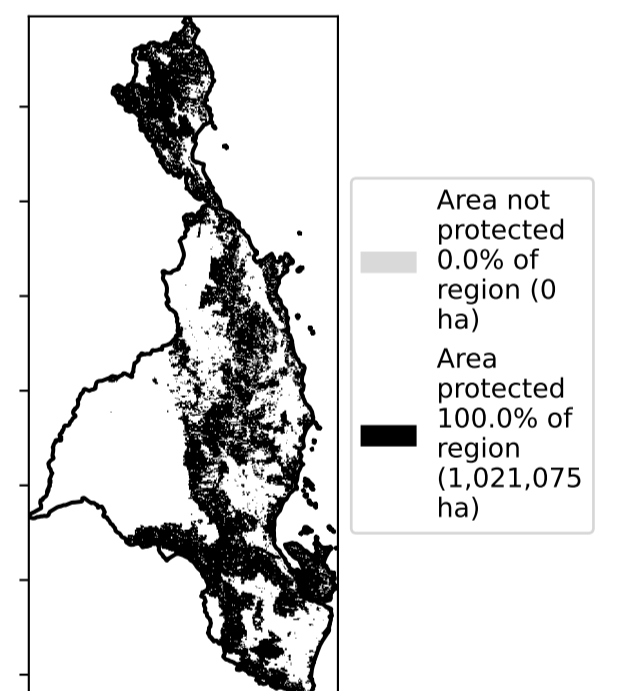 Area not
protected
0.0% of
region (0
ha)
Area
protected
100.0% of
region
(1,021,075
ha)